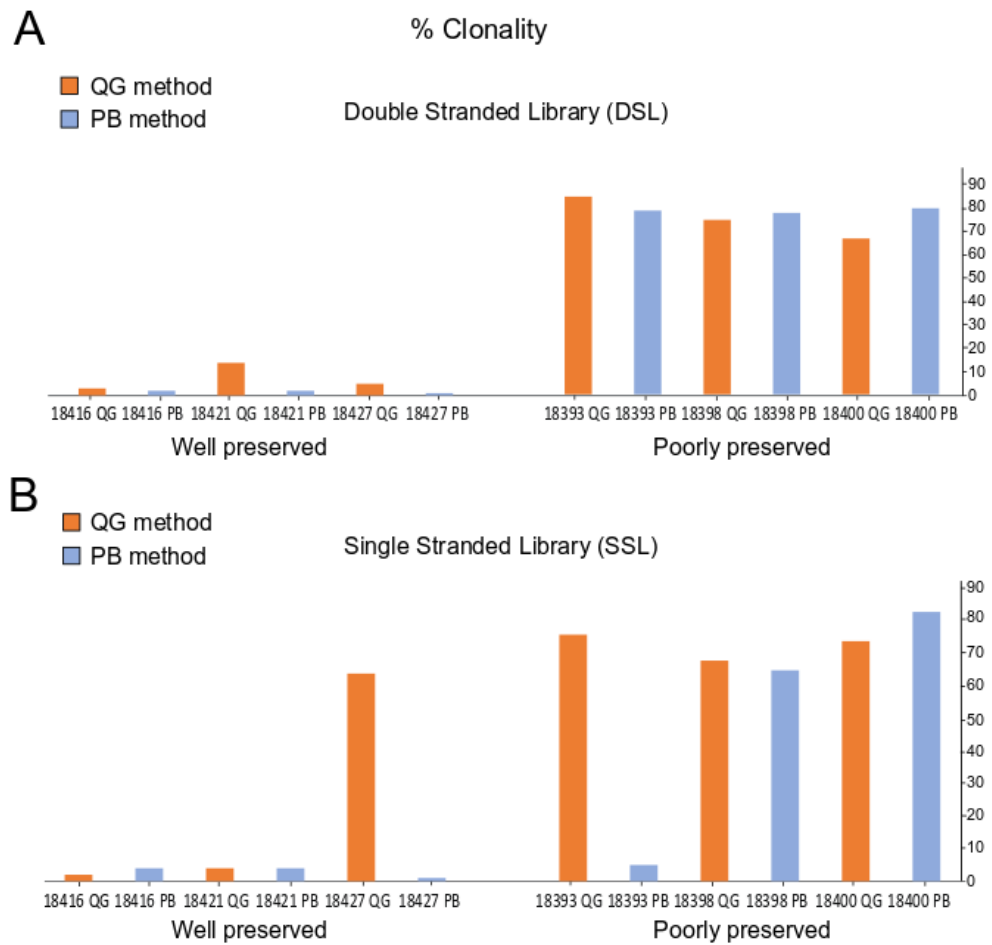 A
% Clonality
QG method
PB method
Double Stranded Library (DSL)
90
80
70
60
50
40
30
20
10
0
18416 QG 18416 PB 18421 QG 18421 PB 18427 QG 18427 PB 18393 QG 18393 PB 18398 QG 18398 PB 18400 QG 18400 PB
Well preserved Poorly preserved
B
QG method
PB method
Single Stranded Library (SSL)
90
80
70
60
50
40
30
20
10
0
18416 QG 18416 PB 18421 QG 18421 PB 18427 QG 18427 PB 18393 QG 18393 PB 18398 QG 18398 PB 18400 QG 18400 PB
Well preserved Poorly preserved